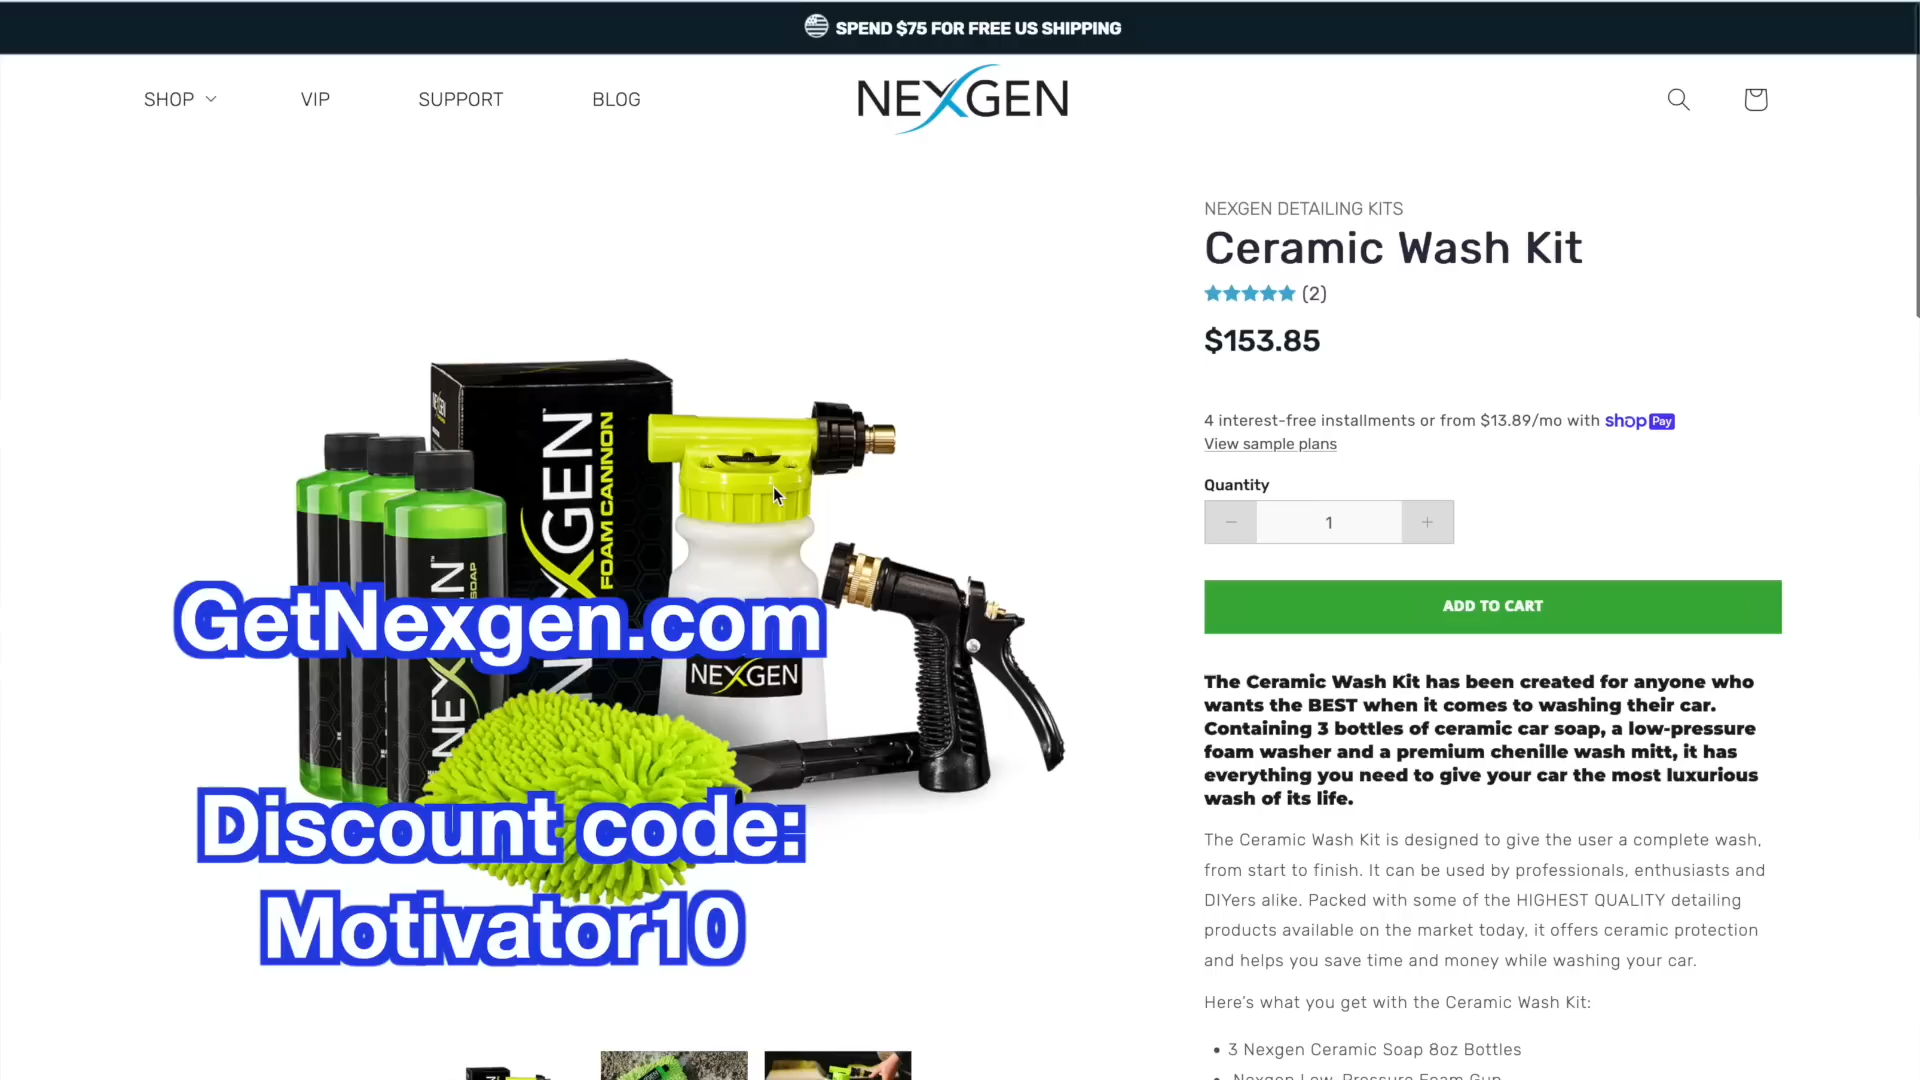 SPEND $75 FOR FREE US SHIPPING
SHOP
VIP
SUPPORT
BLOG
NEXGEN
NEXGEN DETAILING KITS
Ceramic Wash Kit
(2)
$153.85
4 interest-free installments or from $13.89/mo with shop Pay
View sample plans
Quantity
1
ADD TO CART
The Ceramic Wash Kit has been created for anyone who
wants the BEST when it comes to washing their car.
Containing 3 bottles of ceramic car soap, a low-pressure
foam washer and a premium chenille wash mitt, it has
everything you need to give your car the most luxurious
wash of its life.
The Ceramic Wash Kit is designed to give the user a complete wash,
from start to finish. It can be used by professionals, enthusiasts and
DIYers alike. Packed with some of the HIGHEST QUALITY detailing
products available on the market today, it offers ceramic protection
and helps you save time and money while washing your car.
Here's what you get with the Ceramic Wash Kit:
• 3 Nexgen Ceramic Soap 8oz Bottles
• Nexgen Low-Pressure Foam Gun
NEXGEN
NEXGEN
FOAM CANNON
NEXGEN
SOAP
NEXGEN
GetNexgen.com
Discount code:
Motivator10